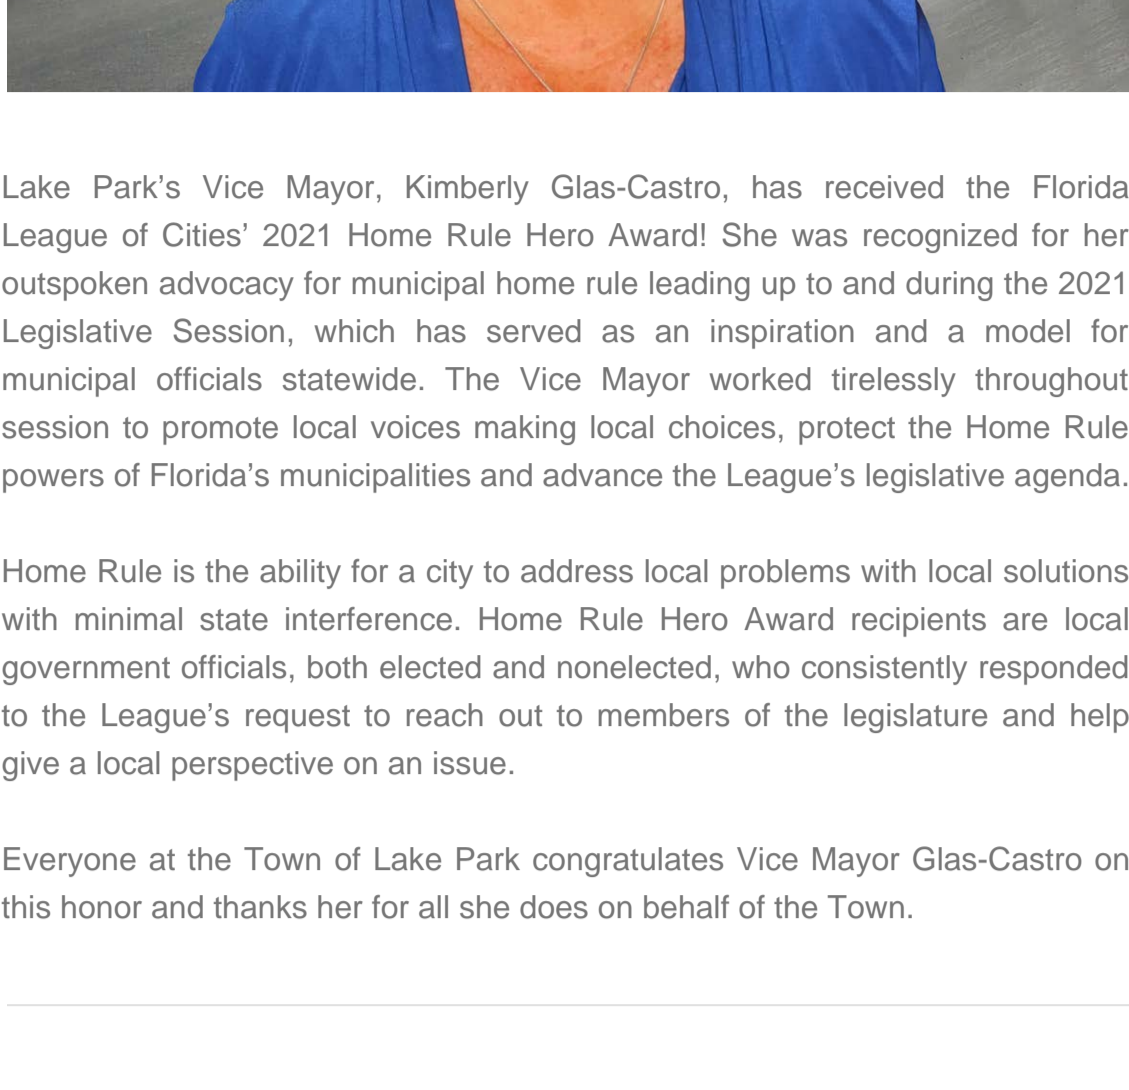 Lake Park’s Vice Mayor, Kimberly Glas-Castro, has received the Florida
League of Cities’ 2021 Home Rule Hero Award! She was recognized for her
outspoken advocacy for municipal home rule leading up to and during the 2021
Legislative Session, which has served as an inspiration and a model for
municipal officials statewide. The Vice Mayor worked tirelessly throughout
session to promote local voices making local choices, protect the Home Rule
powers of Florida’s municipalities and advance the League’s legislative agenda.
Home Rule is the ability for a city to address local problems with local solutions
with minimal state interference. Home Rule Hero Award recipients are local
government officials, both elected and nonelected, who consistently responded
to the League’s request to reach out to members of the legislature and help
give a local perspective on an issue.
Everyone at the Town of Lake Park congratulates Vice Mayor Glas-Castro on
this honor and thanks her for all she does on behalf of the Town.